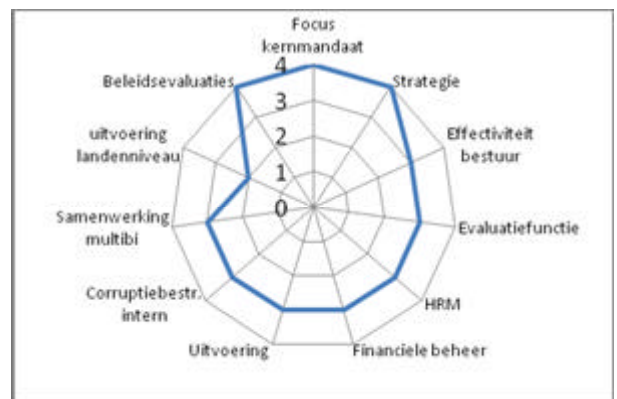 Focus
kernmandaat
Strategie
Effectiviteit
bestuur
Evaluatiefunctie
HRM
Financiele beheer
Uitvoering
Corruptiebestr.
intern
Samenwerking
multibi
uitvoering
landenniveau
Beleidsevaluaties
4
3
2
1
0